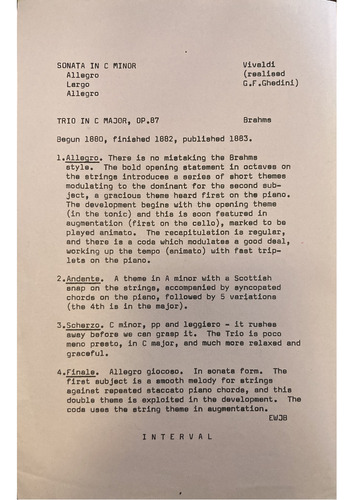 SONATA IN C MINOR Vivaldi
Allegro (realised
Largo G.F.Ghedini)
Allegro
TRIO IN C MAJOR, OP.87 Brahms
Begun 1880, finished 1882, published 1883.
1.Allegro. There is no mistaking the Brahms
style. The bold opening statement in octaves on
the strings introduces a series of short themes
modulating to the dominant for the second sub-
ject, a gracious theme heard first on the piano.
The development begins with the opening theme
(in the tonic) and this is soon featured in
augmentation (first on the cello), marked to be
played animato. The recapitulation is regular,
and there is a coda which modulates a good deal,
working up the tempo (animato) with fast trip-
lets on the piano.
2.Andante. A theme in A minor with a Scottish
snap on the strings, accompanied by syncopated
chords on the piano, followed by 5 variations
(the 4th is in the major).
3.Scherzo. C minor, pp and leggiero - it rushes
away before we can grasp it. The Trio is poco
meno presto, in C major, and much more relaxed and
graceful.
4.Finale. Allegro giocoso. In sonata form. The
first subject is a smooth melody for strings
against repeated staccato piano chords, and this
double theme is exploited in the development. The
coda uses the string theme in augmentation.
EWJB
I N T E R V A L